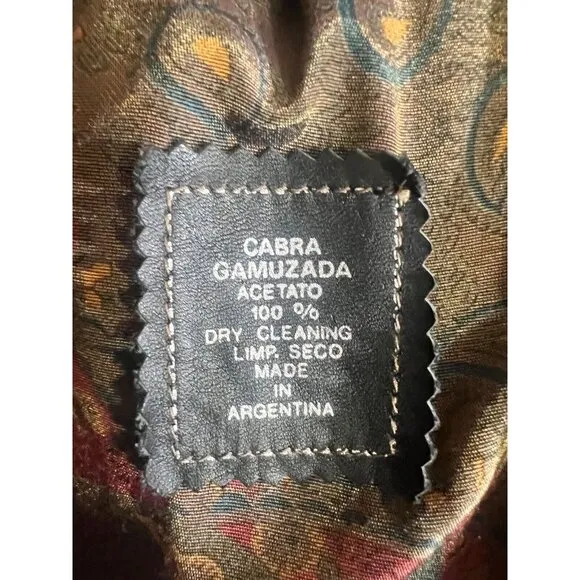 CABRA
GAMUZADA
ACETATO
100 %
DRY CLEANING
LIMP. SECO
MADE
IN
ARGENTINA